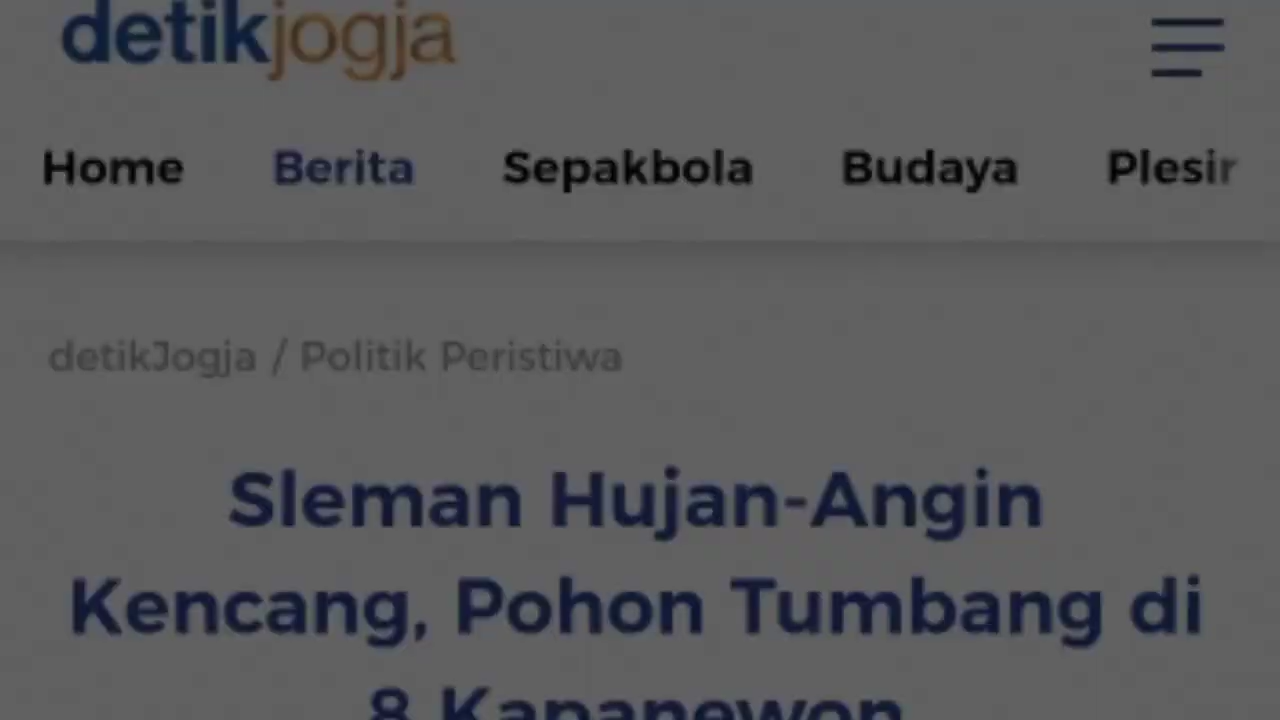 detikjogja
Home Berita Sepakbola Budaya Plesir
detikJogja / Politik Peristiwa
Sleman Hujan-Angin
Kencang, Pohon Tumbang di
8 Kapanewon